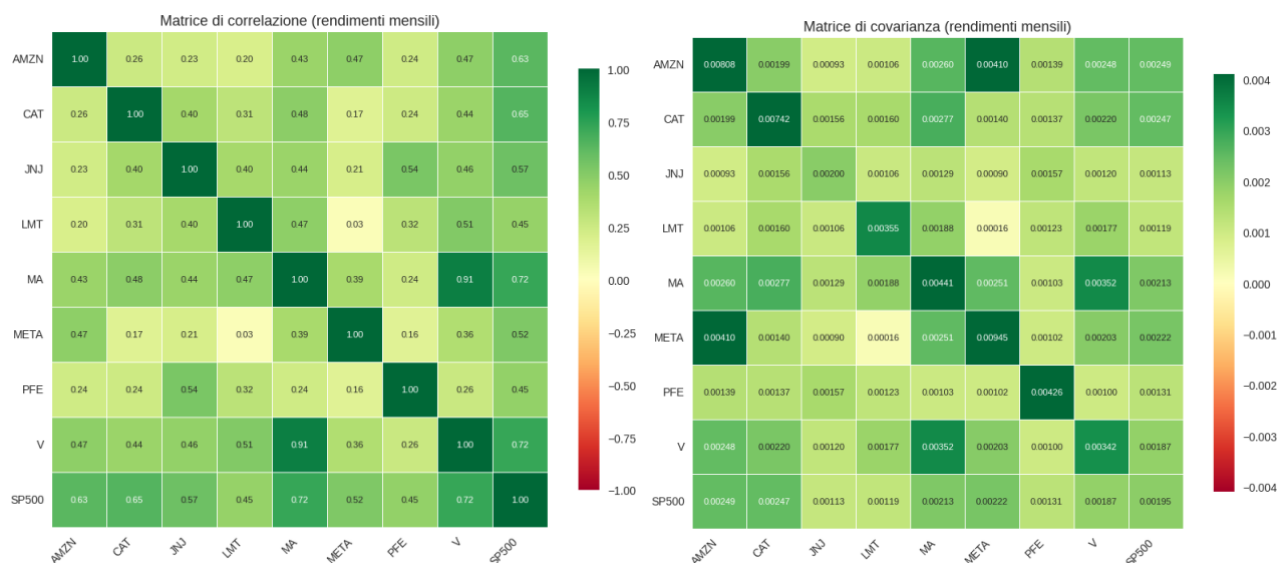 Matrice di correlazione (rendimenti mensili)
AMZN 1.00 0.26 0.23 0.20 0.43 0.47 0.24 0.47 0.63
CAT 0.26 1.00 0.40 0.31 0.48 0.17 0.24 0.44 0.65
JNJ 0.23 0.40 1.00 0.40 0.44 0.21 0.54 0.46 0.57
LMT 0.20 0.31 0.40 1.00 0.47 0.03 0.32 0.51 0.45
MA 0.43 0.48 0.44 0.47 1.00 0.39 0.24 0.91 0.72
META 0.47 0.17 0.21 0.03 0.39 1.00 0.16 0.36 0.52
PFE 0.24 0.24 0.54 0.32 0.24 0.16 1.00 0.26 0.45
V 0.47 0.44 0.46 0.51 0.91 0.36 0.26 1.00 0.72
SP500 0.63 0.65 0.57 0.45 0.72 0.52 0.45 0.72 1.00
AMZN CAT JNJ LMT MA META PFE V SP500
1.00
0.75
0.50
0.25
0.00
−0.25
−0.50
−0.75
−1.00
Matrice di covarianza (rendimenti mensili)
AMZN 0.00808 0.00199 0.00093 0.00106 0.00260 0.00410 0.00139 0.00248 0.00249
CAT 0.00199 0.00742 0.00156 0.00160 0.00277 0.00140 0.00137 0.00220 0.00247
JNJ 0.00093 0.00156 0.00200 0.00106 0.00129 0.00090 0.00157 0.00120 0.00113
LMT 0.00106 0.00160 0.00106 0.00355 0.00188 0.00016 0.00123 0.00177 0.00119
MA 0.00260 0.00277 0.00129 0.00188 0.00441 0.00251 0.00103 0.00352 0.00213
META 0.00410 0.00140 0.00090 0.00016 0.00251 0.00945 0.00102 0.00203 0.00222
PFE 0.00139 0.00137 0.00157 0.00123 0.00103 0.00102 0.00426 0.00100 0.00131
V 0.00248 0.00220 0.00120 0.00177 0.00352 0.00203 0.00100 0.00342 0.00187
SP500 0.00249 0.00247 0.00113 0.00119 0.00213 0.00222 0.00131 0.00187 0.00195
AMZN CAT JNJ LMT MA META PFE V SP500
0.004
0.003
0.002
0.001
0.000
−0.001
−0.002
−0.003
−0.004